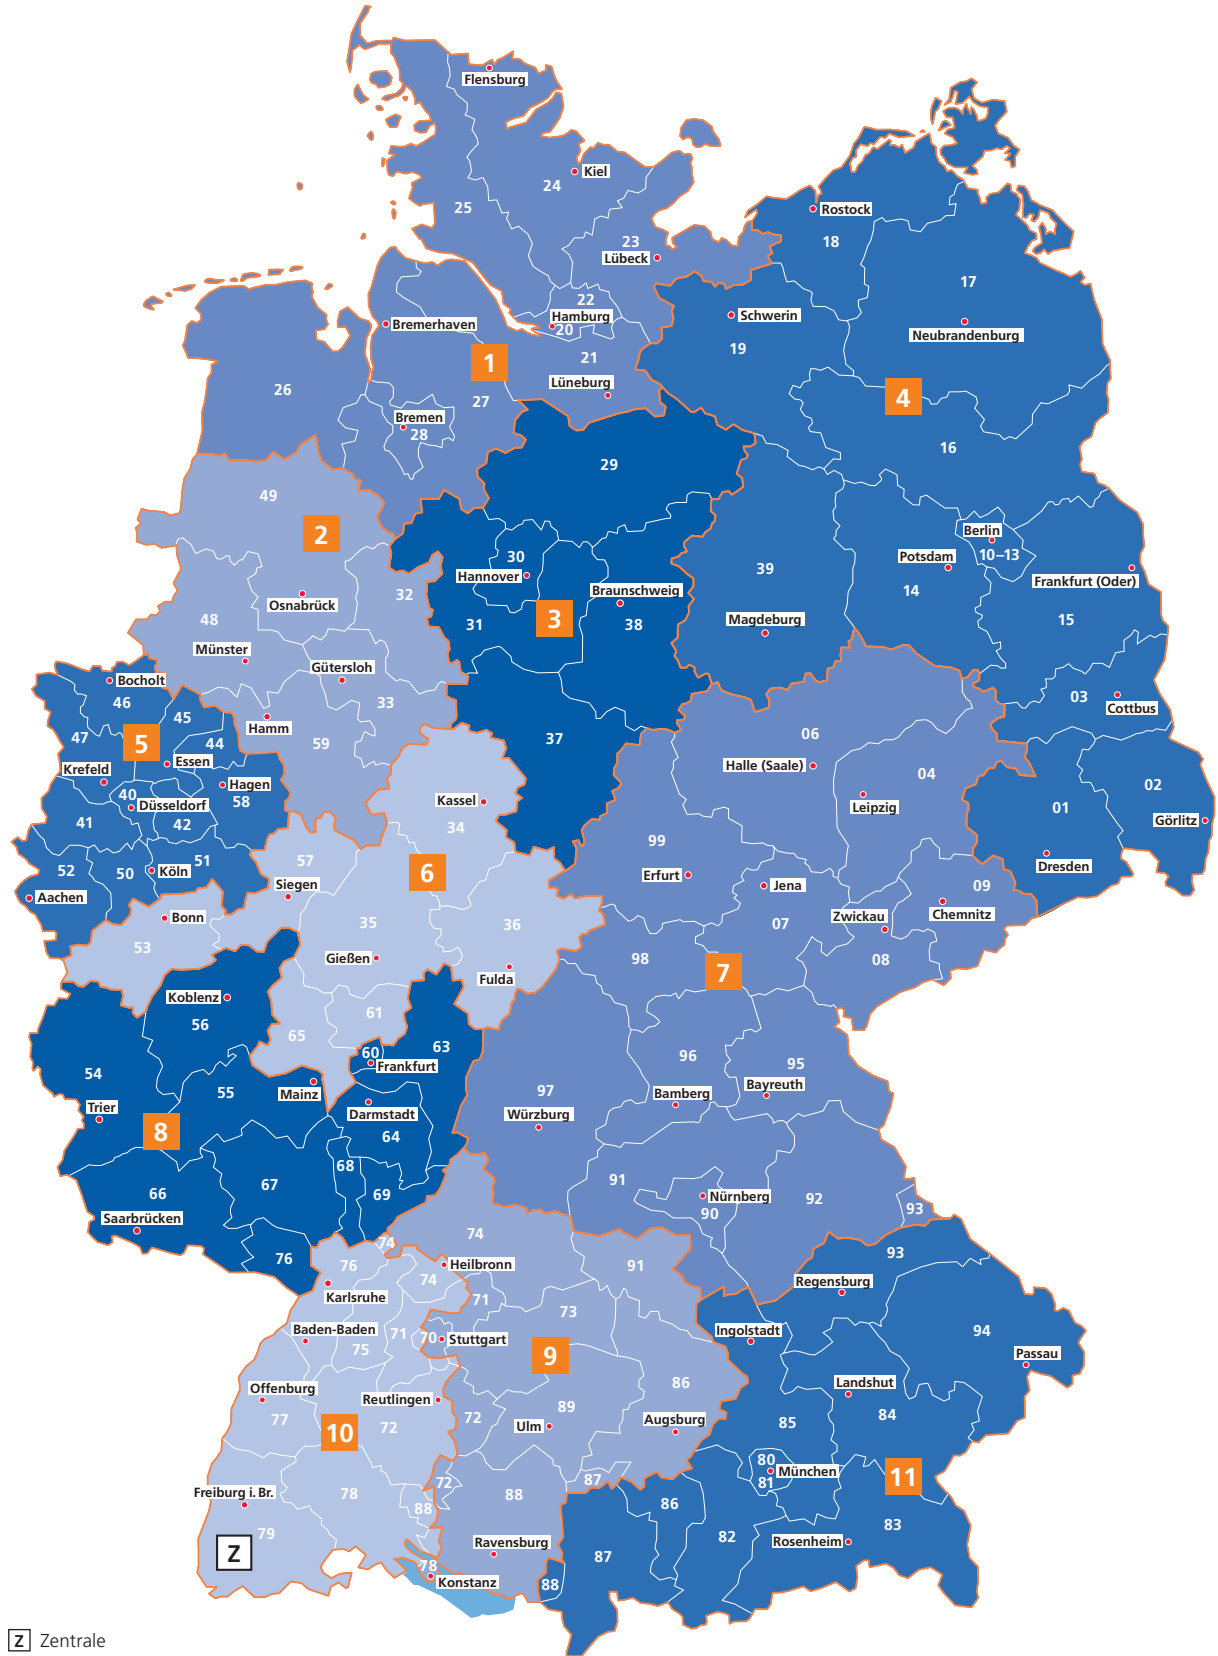 Flensburg
Kiel
24
25
Rostock
23
18
Lübeck
17
22
Hamburg
20
Schwerin
Bremerhaven
Neubrandenburg
19
21
1
Lüneburg
26
27
4
Bremen
28
16
29
49
2
Berlin
10–13
30
Potsdam
Hannover
39
Frankfurt (Oder)
Braunschweig
32
14
Osnabrück
48
3
31
38
Magdeburg
15
Münster
Gütersloh
Bocholt
46
33
03
Cottbus
45
Hamm
47
5
44
59
37
06
Essen
Krefeld
Halle (Saale)
04
Hagen
02
40
58
Düsseldorf
Kassel
Leipzig
01
41
42
34
Görlitz
99
57
51
52
50
Köln
6
Erfurt
Dresden
Siegen
Jena
09
Aachen
Bonn
35
36
07
Zwickau
Chemnitz
53
Gießen
98
08
7
Fulda
Koblenz
56
61
65
63
60
Frankfurt
96
95
54
55
Mainz
97
Bayreuth
Bamberg
Trier
Darmstadt
Würzburg
8
64
68
67
91
66
69
Nürnberg
92
90
93
Saarbrücken
74
74
76
76
93
Heilbronn
91
74
Regensburg
Karlsruhe
71
73
Baden-Baden
71
70
Stuttgart
Ingolstadt
94
75
9
Passau
Offenburg
86
Landshut
Reutlingen
77
10
72
72
89
Ulm
Augsburg
85
84
80
München
81
11
87
72
Freiburg i. Br.
78
88
88
86
79
83
82
Z
Ravensburg
Rosenheim
87
78
Konstanz
88
Z Zentrale